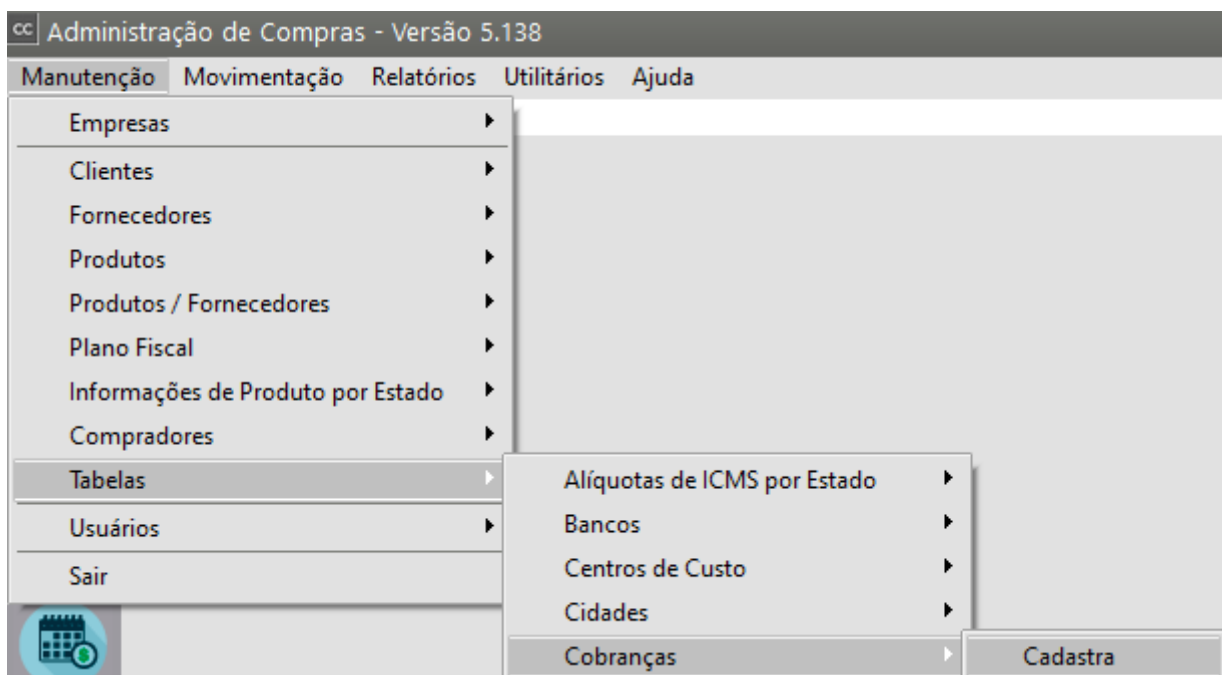 cc Administração de Compras - Versão 5.138
Manutenção Movimentação Relatórios Utilitários Ajuda
Empresas
Clientes
Fornecedores
Produtos
Produtos / Fornecedores
Plano Fiscal
Informações de Produto por Estado
Compradores
Tabelas
Usuários
Sair
Alíquotas de ICMS por Estado
Bancos
Centros de Custo
Cidades
Cobranças
Cadastra